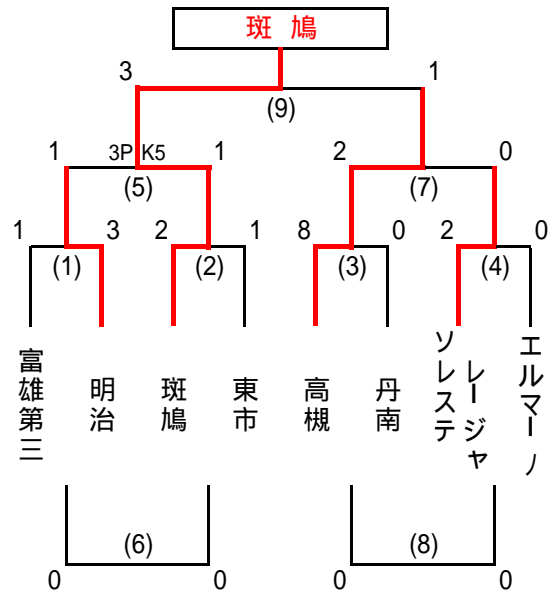 斑 鳩
3 1
(9)
1 3PK5 1 2 0
(5) (7)
1 3 2 1 8 0 2 0
(1) (2) (3) (4)
富雄第三
明治
斑鳩
東市
高槻
丹南
ソレステ
レージャ
エルマーノ
(6) (8)
0 0 0 0